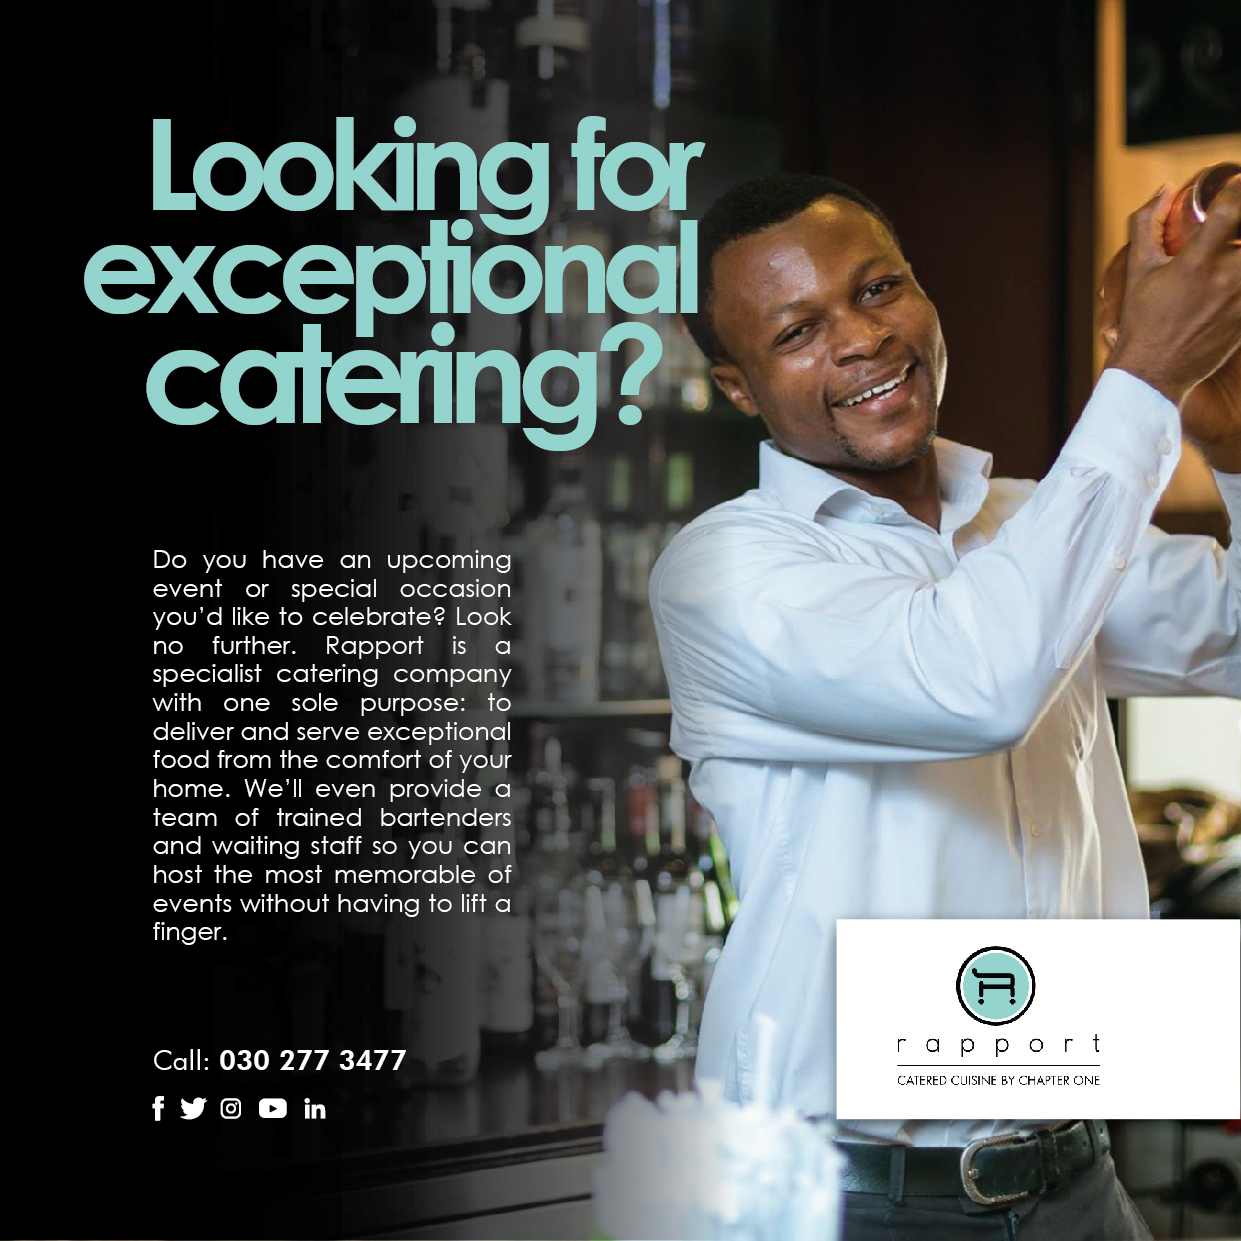 Looking for
exceptional
catering?
Do you have an upcoming
event or special occasion
you’d like to celebrate? Look
no further. Rapport is a
specialist catering company
with one sole purpose: to
deliver and serve exceptional
food from the comfort of your
home. We’ll even provide a
team of trained bartenders
and waiting staff so you can
host the most memorable of
events without having to lift a
finger.
Call: 030 277 3477
rapport
CATERED CUISINE BY CHAPTER ONE